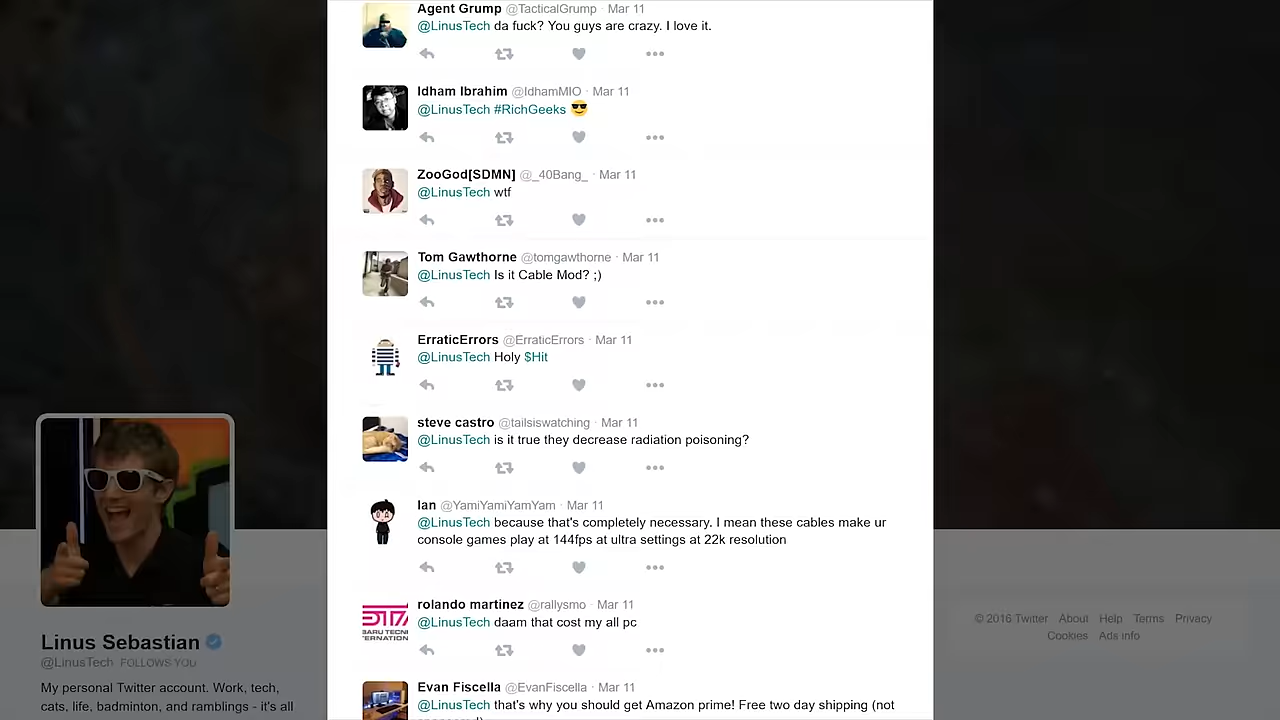 Agent Grump @TacticalGrump · Mar 11
@LinusTech da fuck? You guys are crazy. I love it.
Idham Ibrahim @IdhamMIO · Mar 11
@LinusTech #RichGeeks 😎
ZooGod[SDMN] @_40Bang_ · Mar 11
@LinusTech wtf
Tom Gawthorne @tomgawthorne · Mar 11
@LinusTech Is it Cable Mod? ;)
ErraticErrors @ErraticErrors · Mar 11
@LinusTech Holy $Hit
steve castro @tailsiswatching · Mar 11
@LinusTech is it true they decrease radiation poisoning?
Ian @YamiYamiYamYam · Mar 11
@LinusTech because that's completely necessary. I mean these cables make ur
console games play at 144fps at ultra settings at 22k resolution
rolando martinez @rallysmo · Mar 11
@LinusTech daam that cost my all pc
Evan Fiscella @EvanFiscella · Mar 11
@LinusTech that's why you should get Amazon prime! Free two day shipping (not
Linus Sebastian
@LinusTech FOLLOWS YOU
My personal Twitter account. Work, tech,
cats, life, badminton, and ramblings - it's all
© 2016 Twitter About Help Terms Privacy
Cookies Ads info